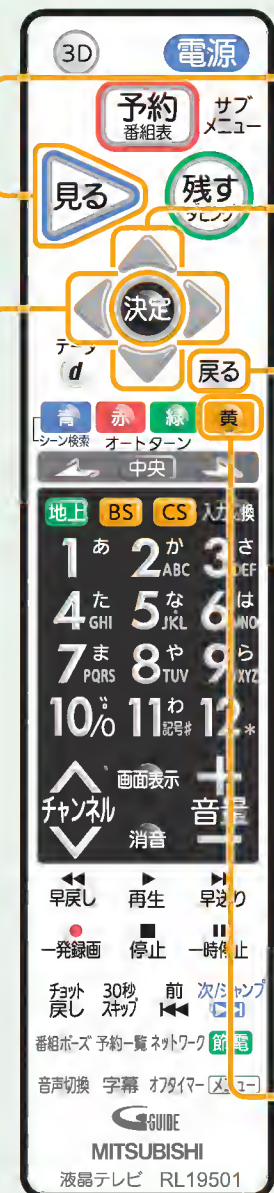 3D 電源
予約
番組表
サブ
メニュー
見る 残す
ダビング
決定
データ
d
戻る
青 赤 緑 黄
シーン検索 オートターン
中央
地上 BS CS 入力切換
1 あ 2 か ABC 3 さ DEF
4 た GHI 5 な JKL 6 は MNO
7 ま PQRS 8 や TUV 9 ら WXYZ
10/0 11 わ 記号# 12 *
チャンネル 画面表示 + 音量 −
消音
早戻し 再生 早送り
一発録画 停止 一時停止
チョット戻し 30秒スキップ 前 次/ジャンプ
番組ポーズ 予約一覧 ネットワーク 節電
音声切換 字幕 オフタイマー メニュー
G-GUIDE
MITSUBISHI
液晶テレビ RL19501